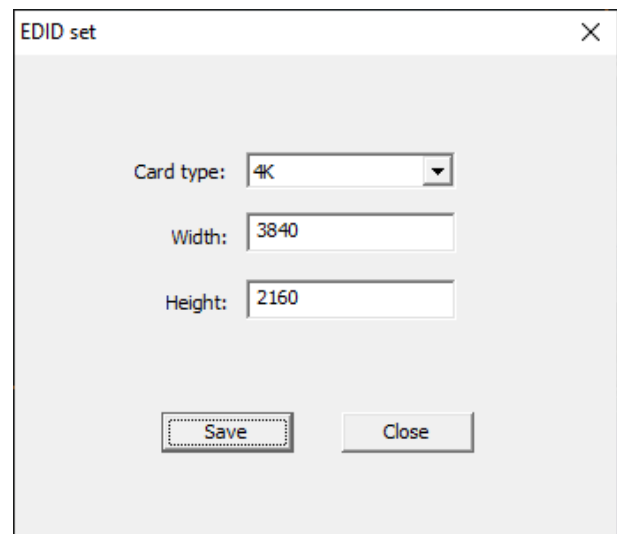 EDID set
Card type: 4K
Width: 3840
Height: 2160
Save Close